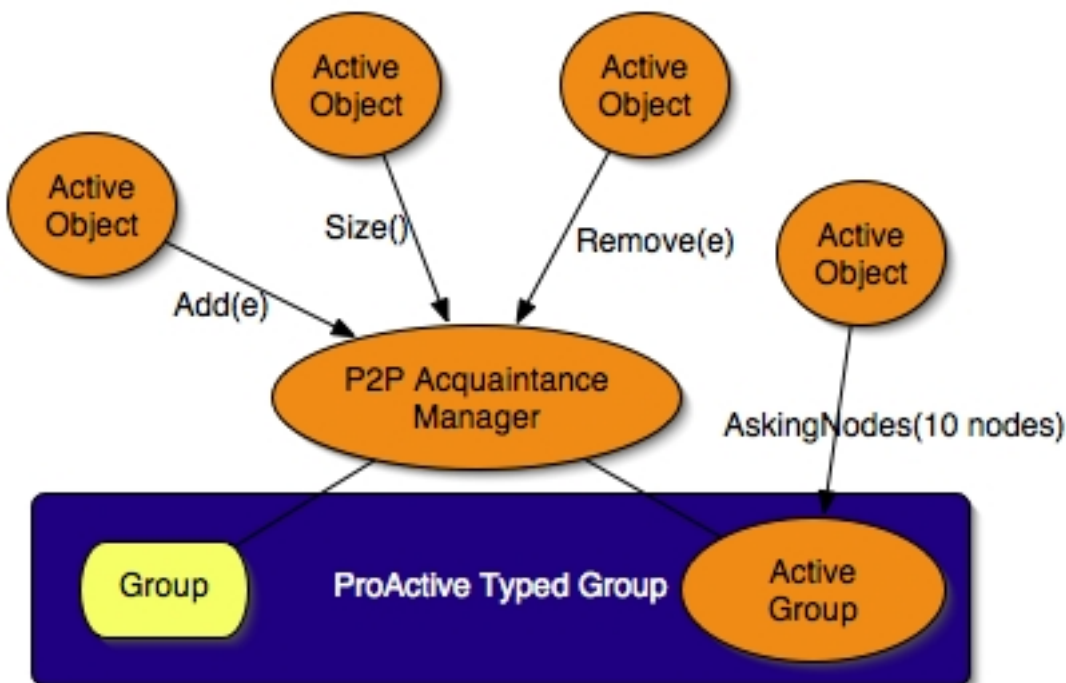 Active
Object
Active
Object
Active
Object
Active
Object
Size()
Remove(e)
Add(e)
P2P Acquaintance
Manager
AskingNodes(10 nodes)
Group
ProActive Typed Group
Active
Group